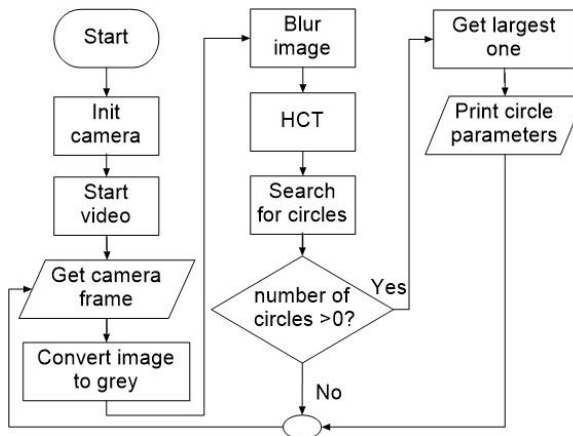 Start
Init
camera
Start
video
Get camera
frame
Convert image
to grey
Blur
image
HCT
Search
for circles
number of
circles >0?
Yes
No
Get largest
one
Print circle
parameters